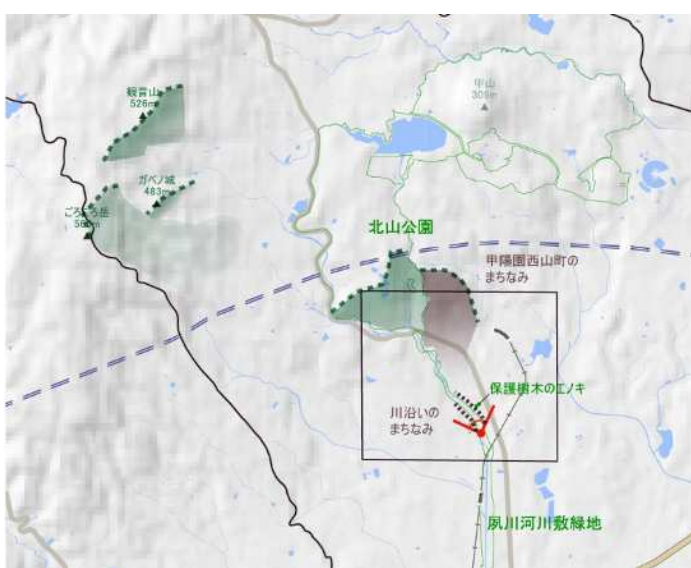 甲山
309m
観音山
526m
ガベノ城
483m
ごろごろ岳
北山公園
甲陽園西山町の
まちなみ
保護樹木のエノキ
川沿いの
まちなみ
夙川河川敷緑地